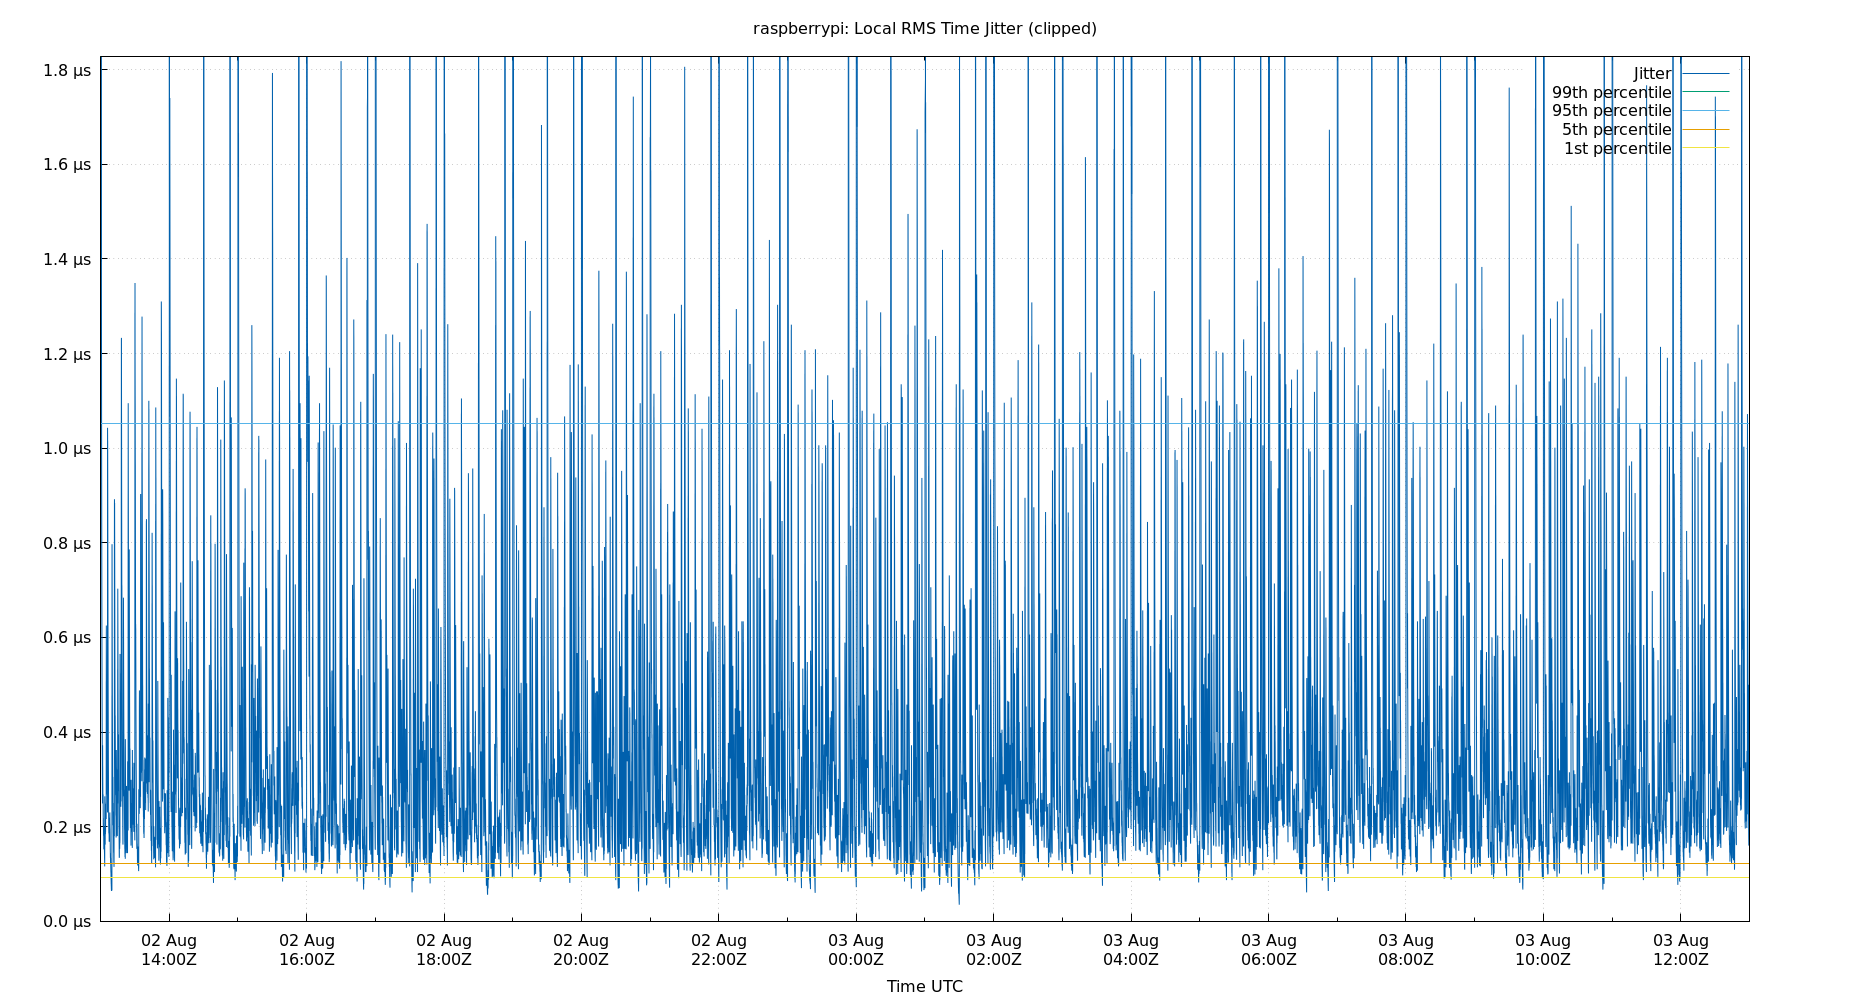 raspberrypi: Local RMS Time Jitter (clipped)
1.8 µs
1.6 µs
1.4 µs
1.2 µs
1.0 µs
0.8 µs
0.6 µs
0.4 µs
0.2 µs
0.0 µs
Jitter
99th percentile
95th percentile
5th percentile
1st percentile
02 Aug 02 Aug 02 Aug 02 Aug 02 Aug 03 Aug 03 Aug 03 Aug 03 Aug 03 Aug 03 Aug 03 Aug
14:00Z 16:00Z 18:00Z 20:00Z 22:00Z 00:00Z 02:00Z 04:00Z 06:00Z 08:00Z 10:00Z 12:00Z
Time UTC